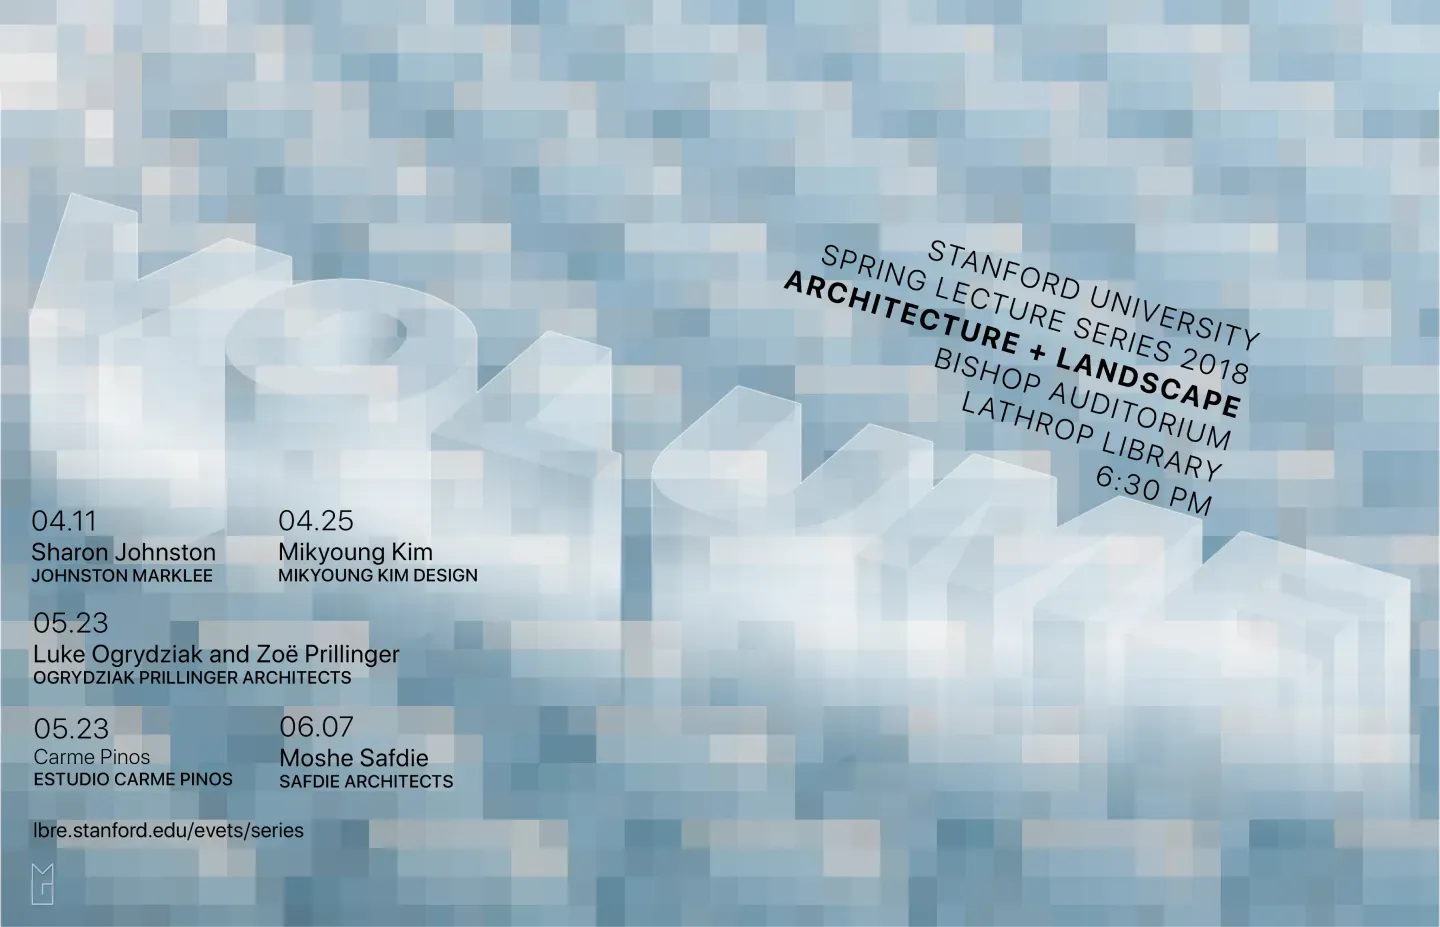 VOLUME
STANFORD UNIVERSITY
SPRING LECTURE SERIES 2018
ARCHITECTURE + LANDSCAPE
BISHOP AUDITORIUM
LATHROP LIBRARY
6:30 PM
04.11
Sharon Johnston
JOHNSTON MARKLEE
04.25
Mikyoung Kim
MIKYOUNG KIM DESIGN
05.23
Luke Ogrydziak and Zoë Prillinger
OGRYDZIAK PRILLINGER ARCHITECTS
05.23
Carme Pinos
ESTUDIO CARME PINOS
06.07
Moshe Safdie
SAFDIE ARCHITECTS
lbre.stanford.edu/evets/series